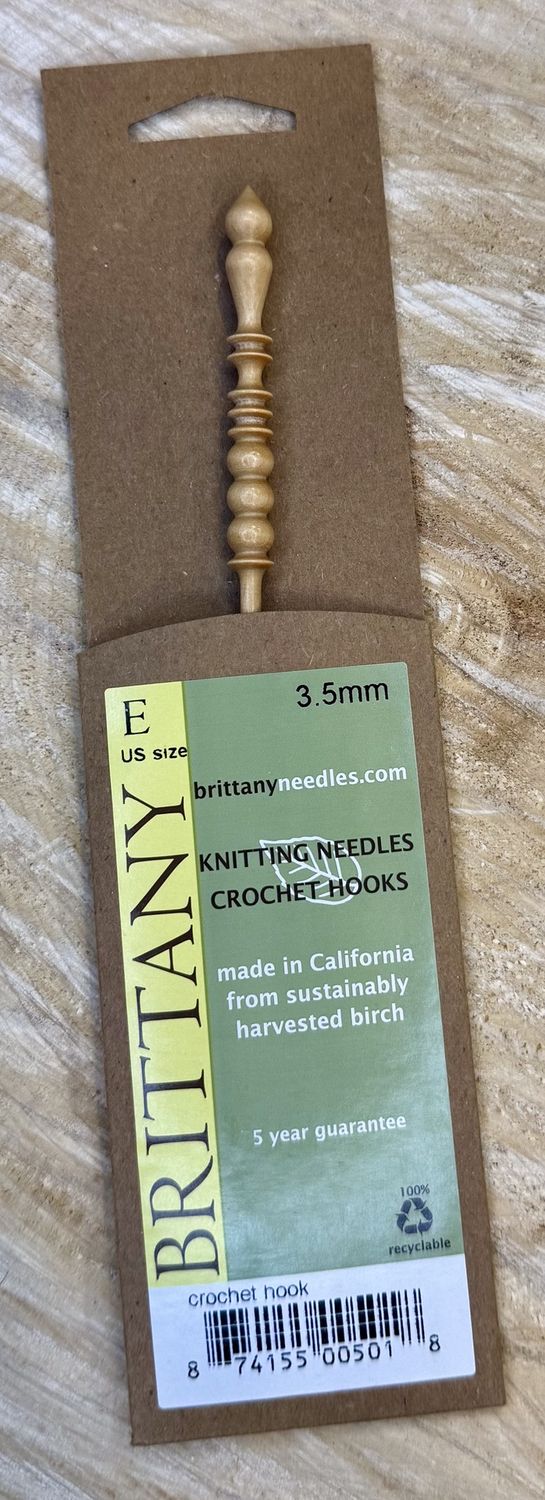 E
US size
3.5mm
BRITTANY
brittanyneedles.com
KNITTING NEEDLES
CROCHET HOOKS
made in California
from sustainably
harvested birch
5 year guarantee
100%
recyclable
crochet hook
8 74155 00501 8